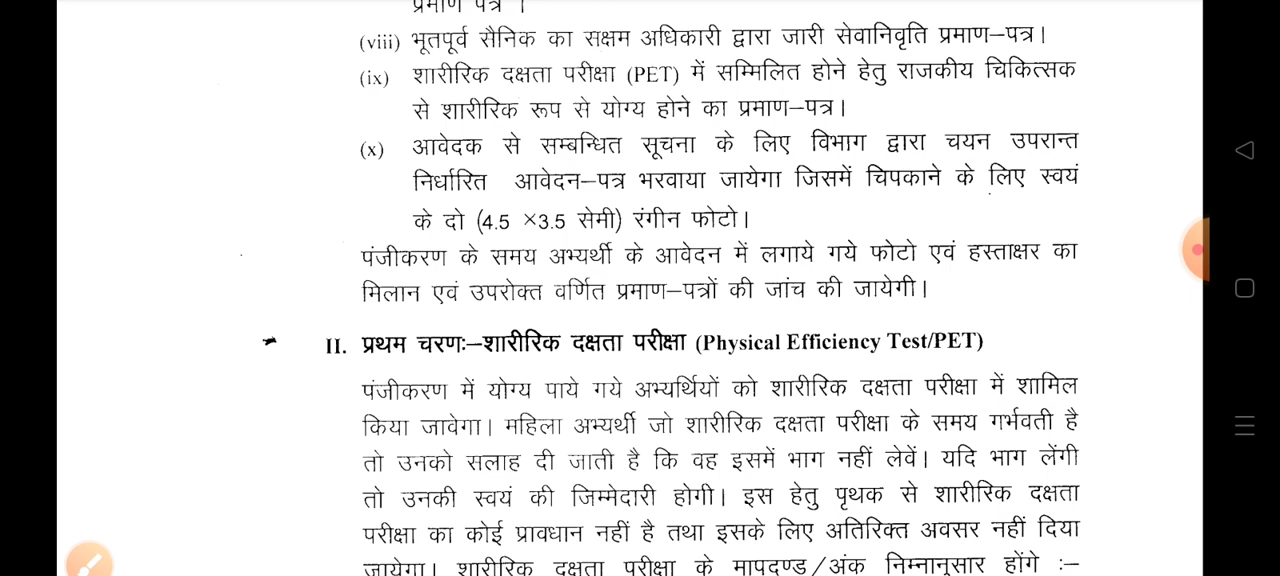 प्रमाण पत्र ।
(viii) भूतपूर्व सैनिक का सक्षम अधिकारी द्वारा जारी सेवानिवृति प्रमाण–पत्र।
(ix) शारीरिक दक्षता परीक्षा (PET) में सम्मिलित होने हेतु राजकीय चिकित्सक
से शारीरिक रूप से योग्य होने का प्रमाण–पत्र।
(x) आवेदक से सम्बन्धित सूचना के लिए विभाग द्वारा चयन उपरान्त
निर्धारित आवेदन–पत्र भरवाया जायेगा जिसमें चिपकाने के लिए स्वयं
के दो (4.5 ×3.5 सेमी) रंगीन फोटो।
पंजीकरण के समय अभ्यर्थी के आवेदन में लगाये गये फोटो एवं हस्ताक्षर का
मिलान एवं उपरोक्त वर्णित प्रमाण–पत्रों की जांच की जायेगी।
II. प्रथम चरणः–शारीरिक दक्षता परीक्षा (Physical Efficiency Test/PET)
पंजीकरण में योग्य पाये गये अभ्यर्थियों को शारीरिक दक्षता परीक्षा में शामिल
किया जावेगा। महिला अभ्यर्थी जो शारीरिक दक्षता परीक्षा के समय गर्भवती है
तो उनको सलाह दी जाती है कि वह इसमें भाग नहीं लेवें। यदि भाग लेंगी
तो उनकी स्वयं की जिम्मेदारी होगी। इस हेतु पृथक से शारीरिक दक्षता
परीक्षा का कोई प्रावधान नहीं है तथा इसके लिए अतिरिक्त अवसर नहीं दिया
जायेगा। शारीरिक दक्षता परीक्षा के मापदण्ड/अंक निम्नानुसार होंगे :–